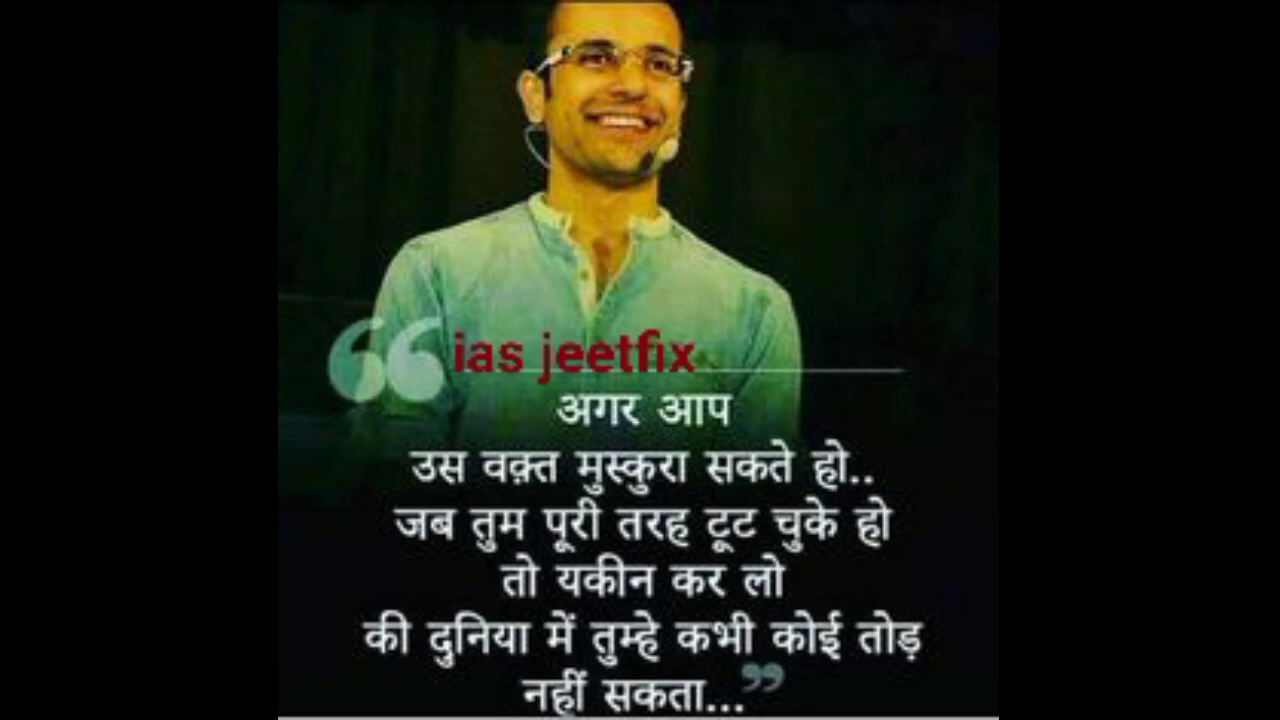 “ias jeetfix
अगर आप
उस वक़्त मुस्कुरा सकते हो..
जब तुम पूरी तरह टूट चुके हो
तो यकीन कर लो
की दुनिया में तुम्हे कभी कोई तोड़
नहीं सकता...”